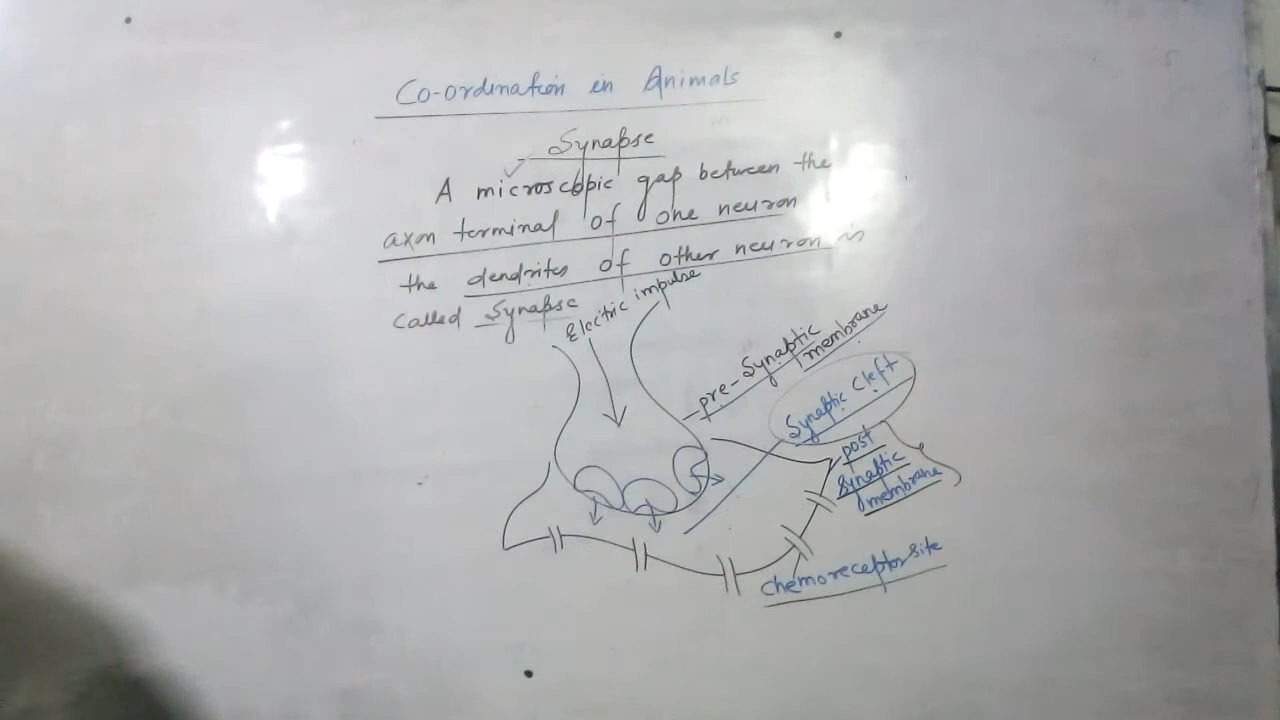 Co-ordination in Animals
Synapse
A microscopic gap between the
axon terminal of one neuron
the dendrites of other neuron is
called Synapse
Electric impulse
pre-Synaptic
membrane
Synaptic Cleft
post
Synaptic
membrane
chemoreceptor site